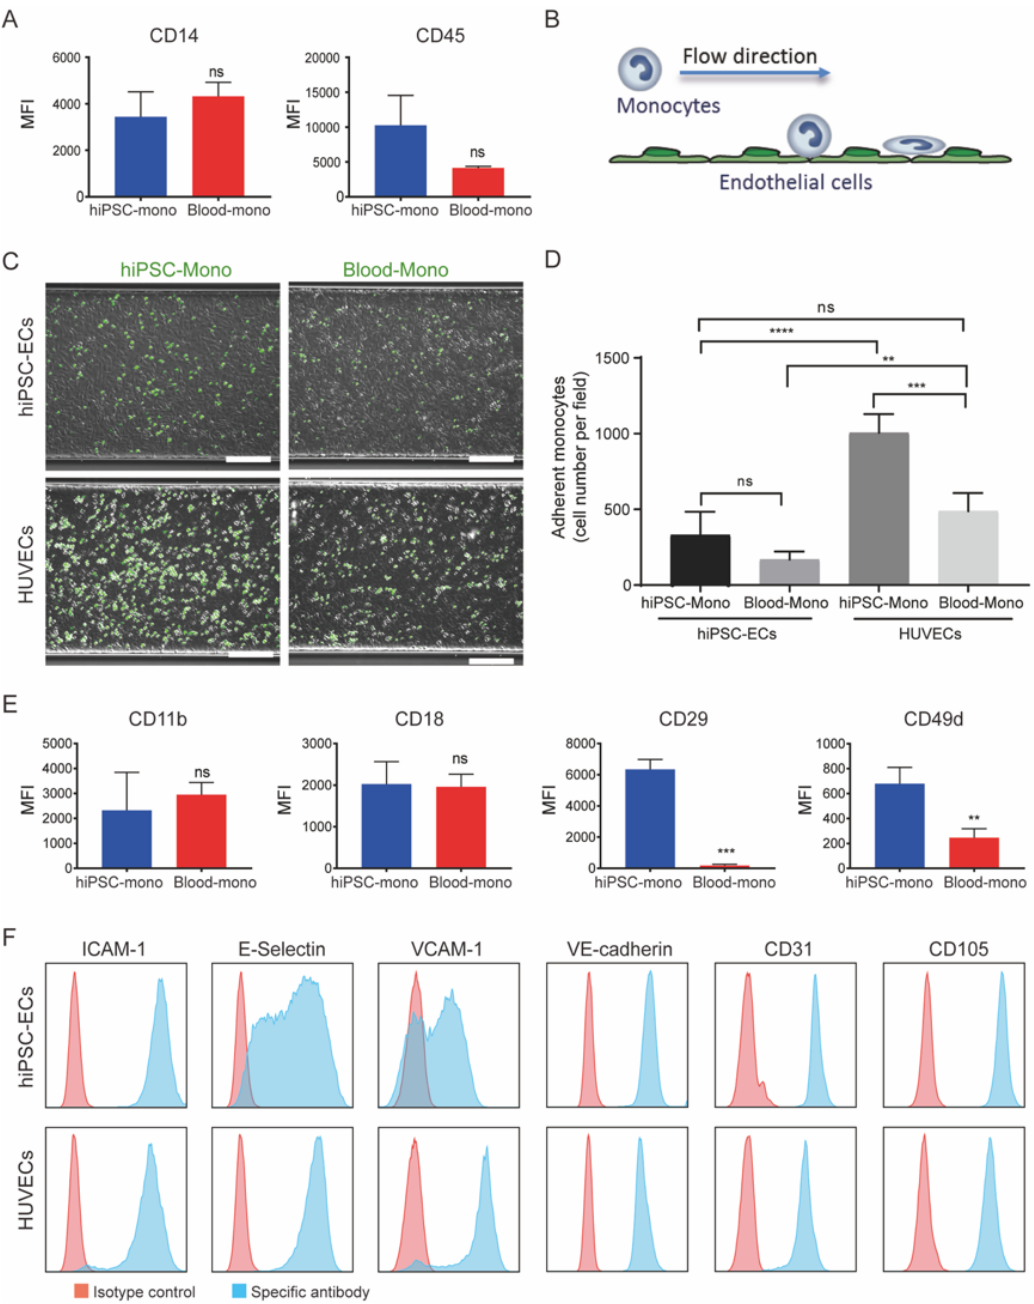 A
CD14
MFI
6000
4000
2000
0
ns
hiPSC-mono
Blood-mono
CD45
MFI
20000
15000
10000
5000
0
ns
hiPSC-mono
Blood-mono
B
Flow direction
Monocytes
Endothelial cells
C
hiPSC-Mono
Blood-Mono
hiPSC-ECs
HUVECs
D
ns
****
**
***
ns
Adherent monocytes
(cell number per field)
1500
1000
500
0
hiPSC-Mono
Blood-Mono
hiPSC-Mono
Blood-Mono
hiPSC-ECs
HUVECs
E
CD11b
MFI
5000
4000
3000
2000
1000
0
ns
hiPSC-mono
Blood-mono
CD18
MFI
3000
2000
1000
0
ns
hiPSC-mono
Blood-mono
CD29
MFI
8000
6000
4000
2000
0
***
hiPSC-mono
Blood-mono
CD49d
MFI
1000
800
600
400
200
0
**
hiPSC-mono
Blood-mono
F
ICAM-1
E-Selectin
VCAM-1
VE-cadherin
CD31
CD105
hiPSC-ECs
HUVECs
Isotype control
Specific antibody